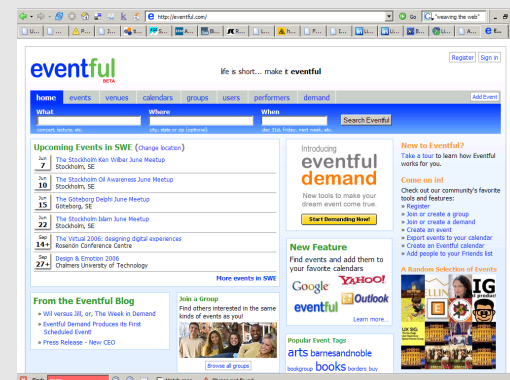 http://eventful.com/
Go
"weaving the web"
Register
Sign in
eventful
BETA
life is short... make t eventful
home events venues calendars groups users performers demand
Add Event
What Where When
Search Eventful
concert, lecture, etc. city, state or zip (optional)
Upcoming Events in SWE (Change location)
Jun 7
The Stockholm Ken Wilber June Meetup
Stockholm, SE
Jun 10
The Stockholm Oil Awareness June Meetup
Stockholm, SE
Jun 15
The Göteborg Delphi June Meetup
Göteborg, SE
Jun 22
The Stockholm Islam June Meetup
Stockholm, SE
Sep 14+
The Virtual 2006: designing digital experiences
Rosenön Conference Centre
Sep 27+
Design & Emotion 2006
Chalmers University of Technology
More events in SWE
Introducing
eventful
demand
New tools to make your
dream event come true
Start Demanding Now!
New to Eventful?
Take a tour to learn how Eventful
works for you.
Come on in!
Check out our community's favorite
tools and features:
» Register
» Join or create a group
» Join or create a demand
» Create an event
» Export events to your calendar
» Create an Eventful calendar
» Add people to your Friends list
A Random Selection of Events
New Feature
Find events and add them to
your favorite calendars
Google YAHOO!
eventful Outlook
Learn more...
From the Eventful Blog
» Wil versus Jill, or, The Week in Demand
» Eventful Demand Produces its First
Scheduled Event!
» Press Release - New CEO
Join a Group
Find others interested in the same
kinds of events as you!
Browse all groups
Popular Event Tags
arts barnesandnoble
bookgroup books borders buy